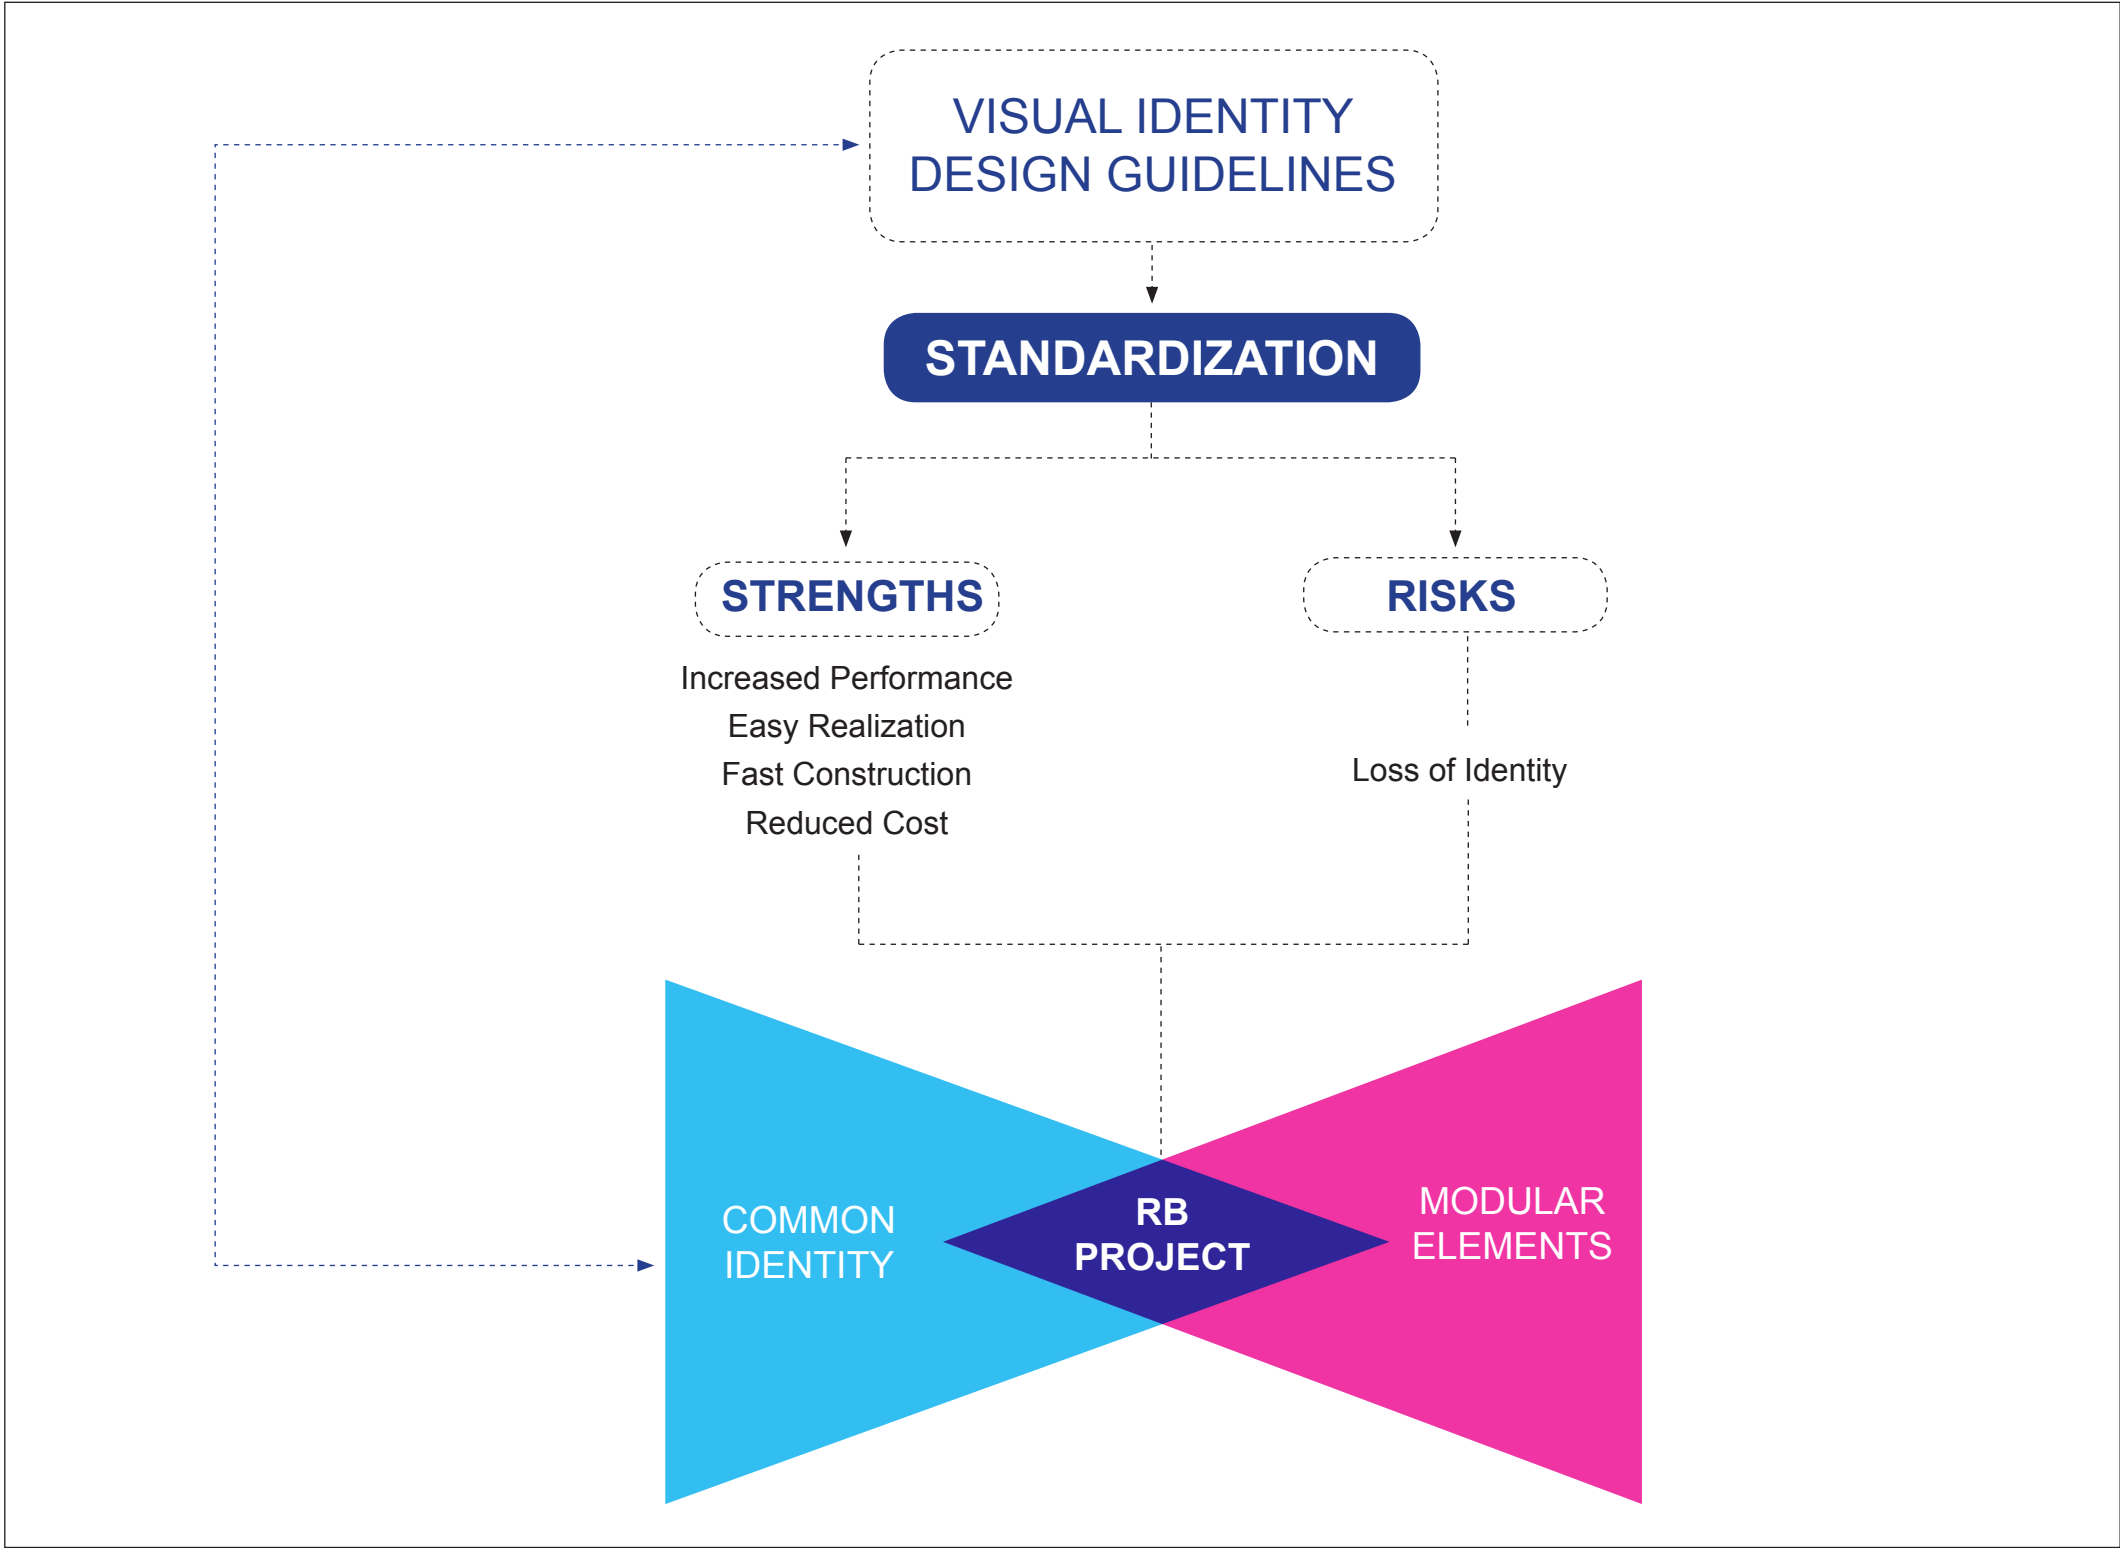 VISUAL IDENTITY
DESIGN GUIDELINES
STANDARDIZATION
STRENGTHS
RISKS
Increased Performance
Easy Realization
Fast Construction
Reduced Cost
Loss of Identity
COMMON
IDENTITY
RB
PROJECT
MODULAR
ELEMENTS